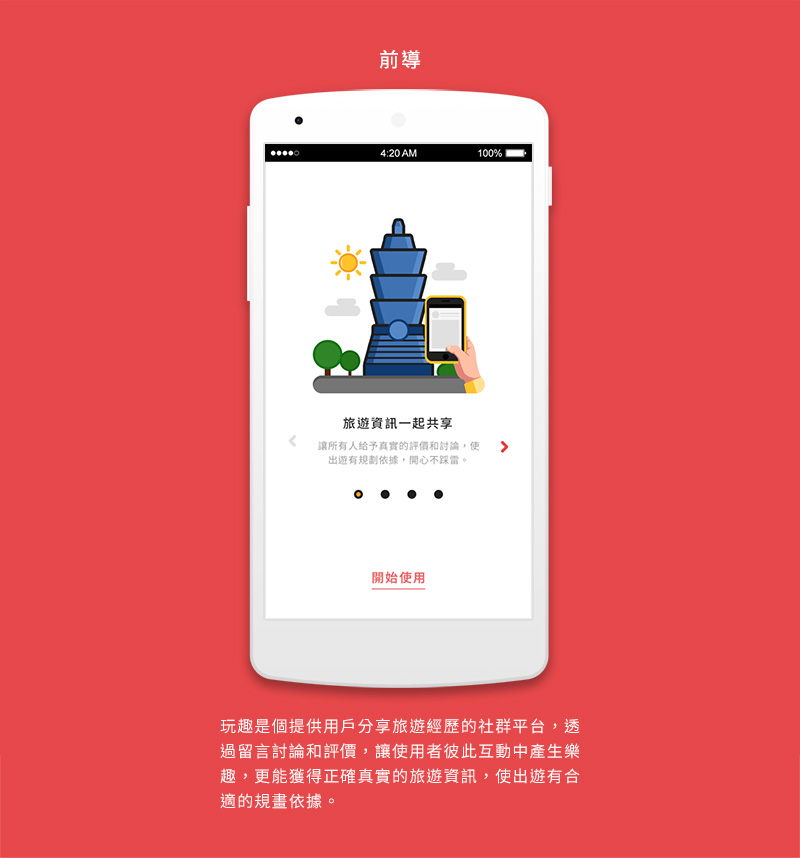 前導
4:20 AM
100%
旅遊資訊一起共享
讓所有人給予真實的評價和討論，使
出遊有規劃依據，開心不踩雷。
開始使用
玩趣是個提供用戶分享旅遊經歷的社群平台，透
過留言討論和評價，讓使用者彼此互動中產生樂
趣，更能獲得正確真實的旅遊資訊，使出遊有合
適的規畫依據。